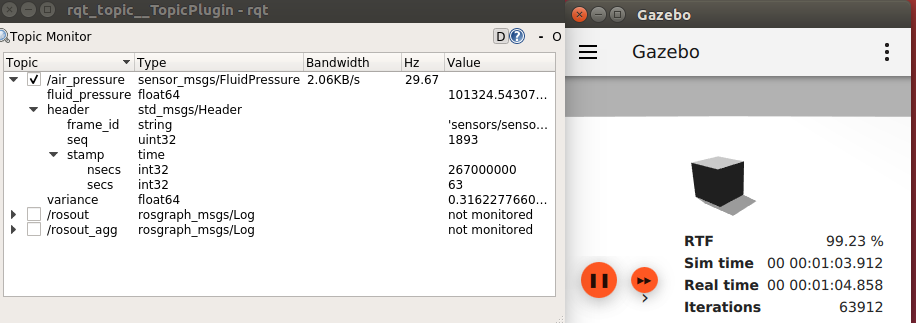 rqt_topic__TopicPlugin - rqt
Topic Monitor D ? - O
Topic Type Bandwidth Hz Value
/air_pressure sensor_msgs/FluidPressure 2.06KB/s 29.67
fluid_pressure float64 101324.54307...
header std_msgs/Header
frame_id string 'sensors/senso...
seq uint32 1893
stamp time
nsecs int32 267000000
secs int32 63
variance float64 0.3162277660...
/rosout rosgraph_msgs/Log not monitored
/rosout_agg rosgraph_msgs/Log not monitored
Gazebo
Gazebo
RTF 99.23 %
Sim time 00 00:01:03.912
Real time 00 00:01:04.858
Iterations 63912